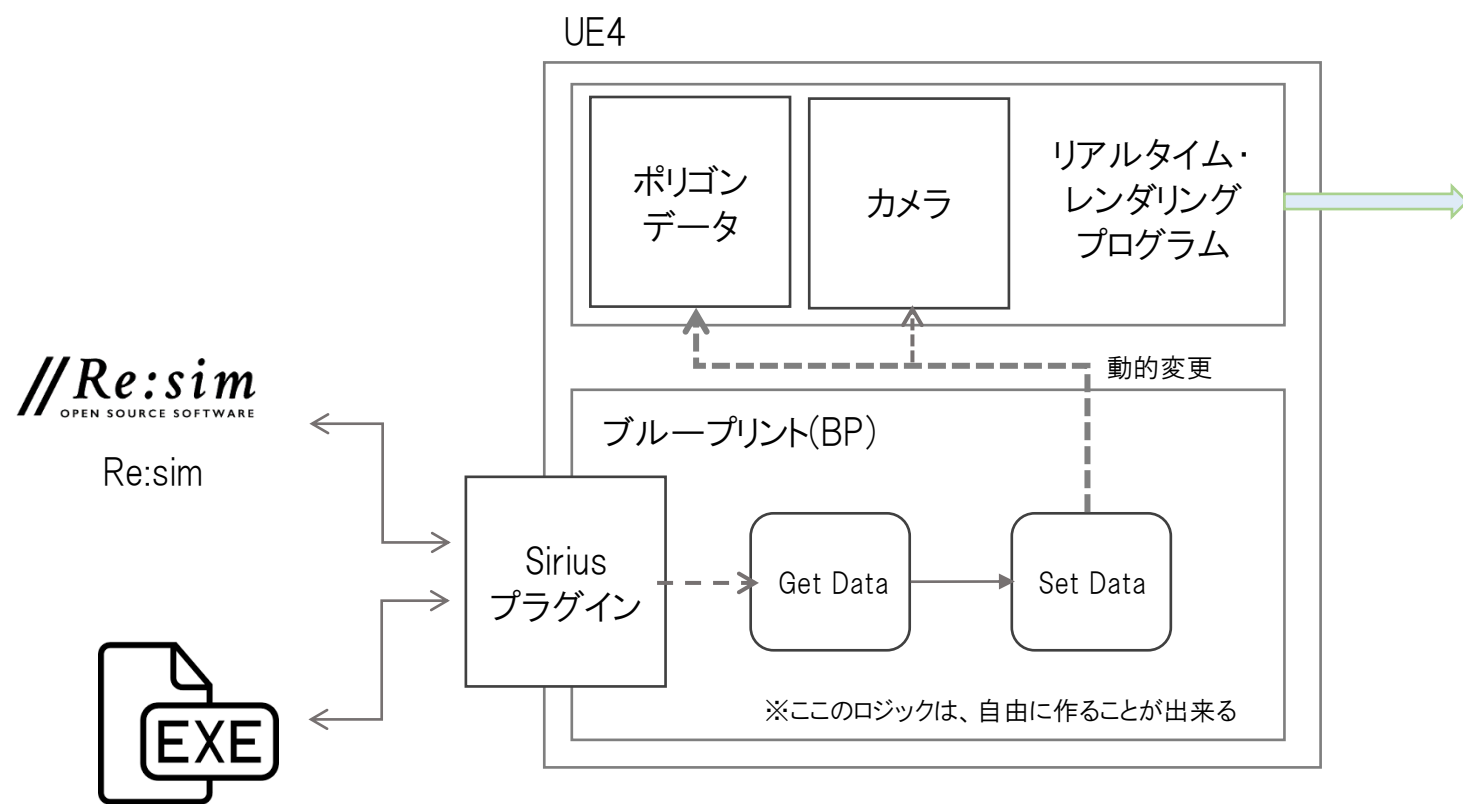 UE4
ポリゴン
データ
カメラ
リアルタイム・
レンダリング
プログラム
動的変更
//Re:sim
OPEN SOURCE SOFTWARE
Re:sim
ブループリント(BP)
Sirius
プラグイン
Get Data
Set Data
※ここのロジックは、自由に作ることが出来る
EXE